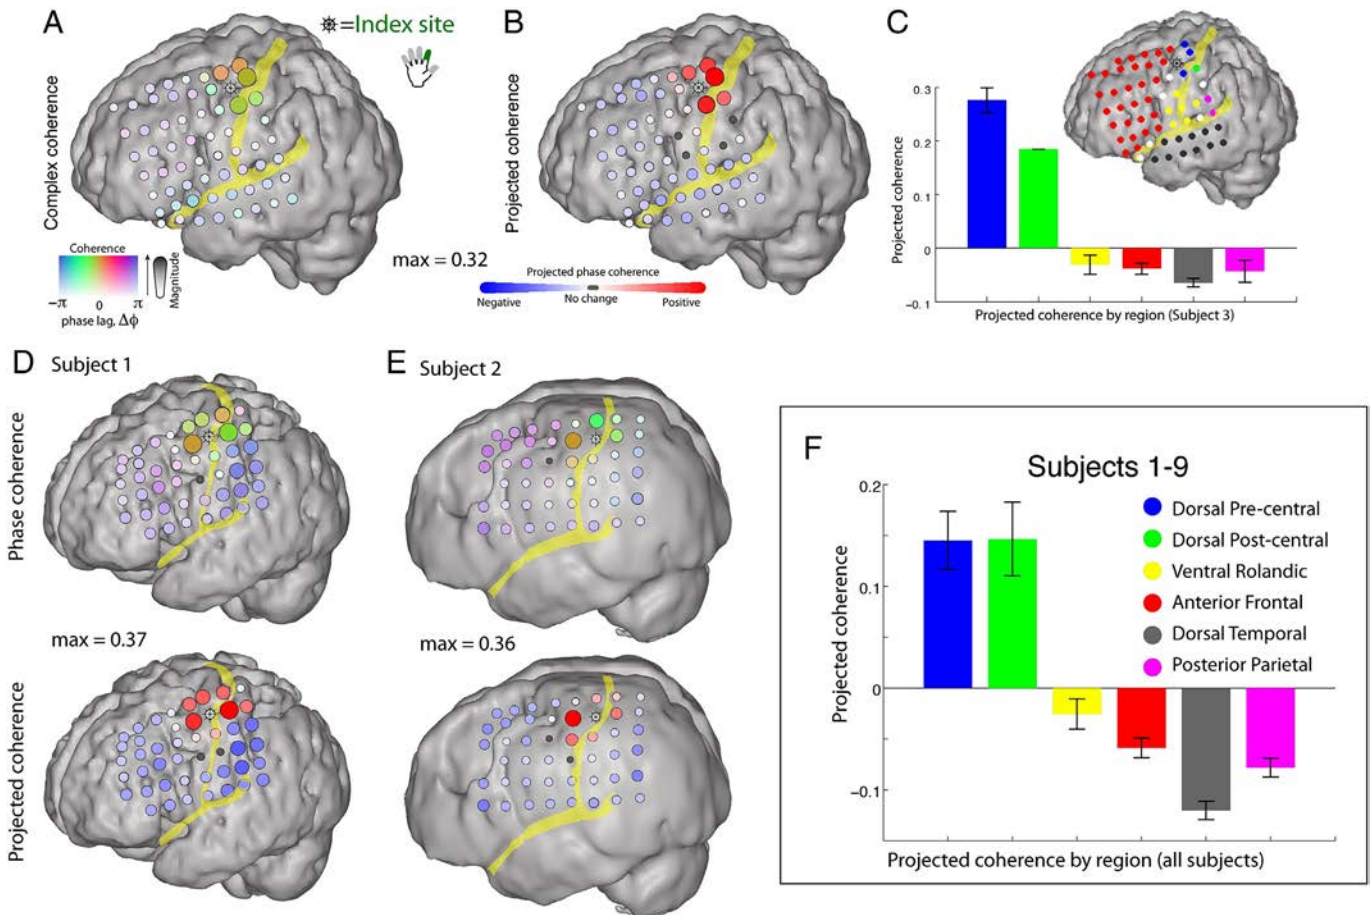 A
=Index site
Complex coherence
Coherence
Magnitude
−π 0 π
phase lag, Δϕ
B
Projected coherence
max = 0.32
Projected phase coherence
Negative
No change
Positive
C
Projected coherence
0.3
0.2
0.1
0
−0.1
Projected coherence by region (Subject 3)
D Subject 1
Phase coherence
max = 0.37
Projected coherence
E Subject 2
max = 0.36
F
Subjects 1-9
Projected coherence
0.2
0.1
0
−0.1
Dorsal Pre-central
Dorsal Post-central
Ventral Rolandic
Anterior Frontal
Dorsal Temporal
Posterior Parietal
Projected coherence by region (all subjects)